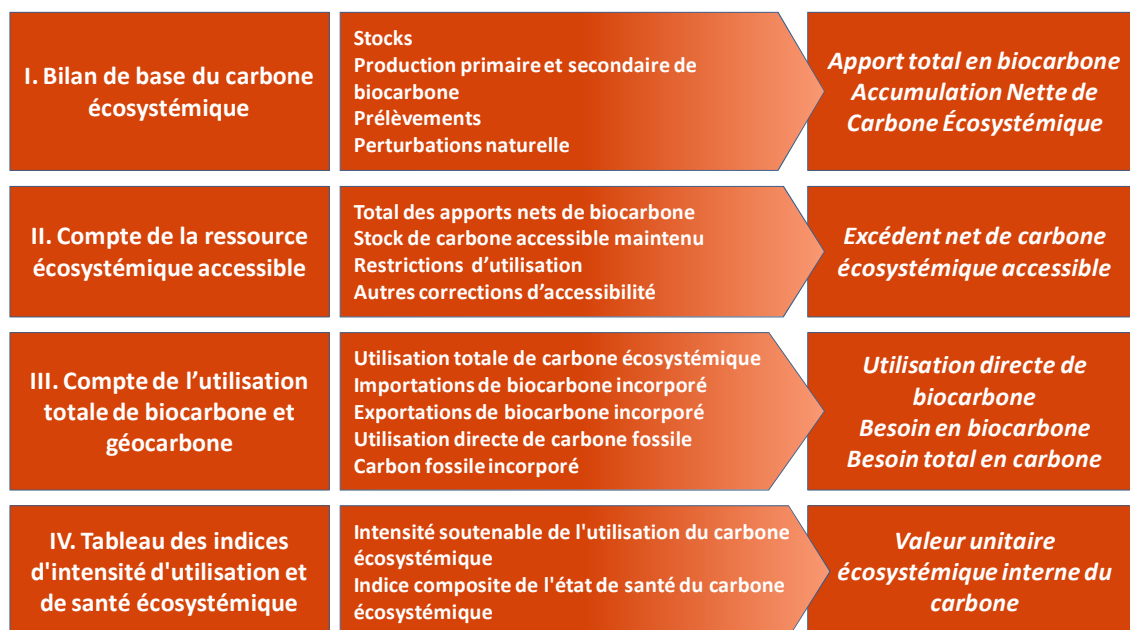 I. Bilan de base du carbone
écosystémique
Stocks
Production primaire et secondaire de
biocarbone
Prélèvements
Perturbations naturelle
Apport total en biocarbone
Accumulation Nette de
Carbone Écosystémique
II. Compte de la ressource
écosystémique accessible
Total des apports nets de biocarbone
Stock de carbone accessible maintenu
Restrictions d’utilisation
Autres corrections d’accessibilité
Excédent net de carbone
écosystémique accessible
III. Compte de l’utilisation
totale de biocarbone et
géocarbone
Utilisation totale de carbone écosystémique
Importations de biocarbone incorporé
Exportations de biocarbone incorporé
Utilisation directe de carbone fossile
Carbon fossile incorporé
Utilisation directe de
biocarbone
Besoin en biocarbone
Besoin total en carbone
IV. Tableau des indices
d'intensité d'utilisation et
de santé écosystémique
Intensité soutenable de l'utilisation du carbone
écosystémique
Indice composite de l'état de santé du carbone
écosystémique
Valeur unitaire
écosystémique interne du
carbone